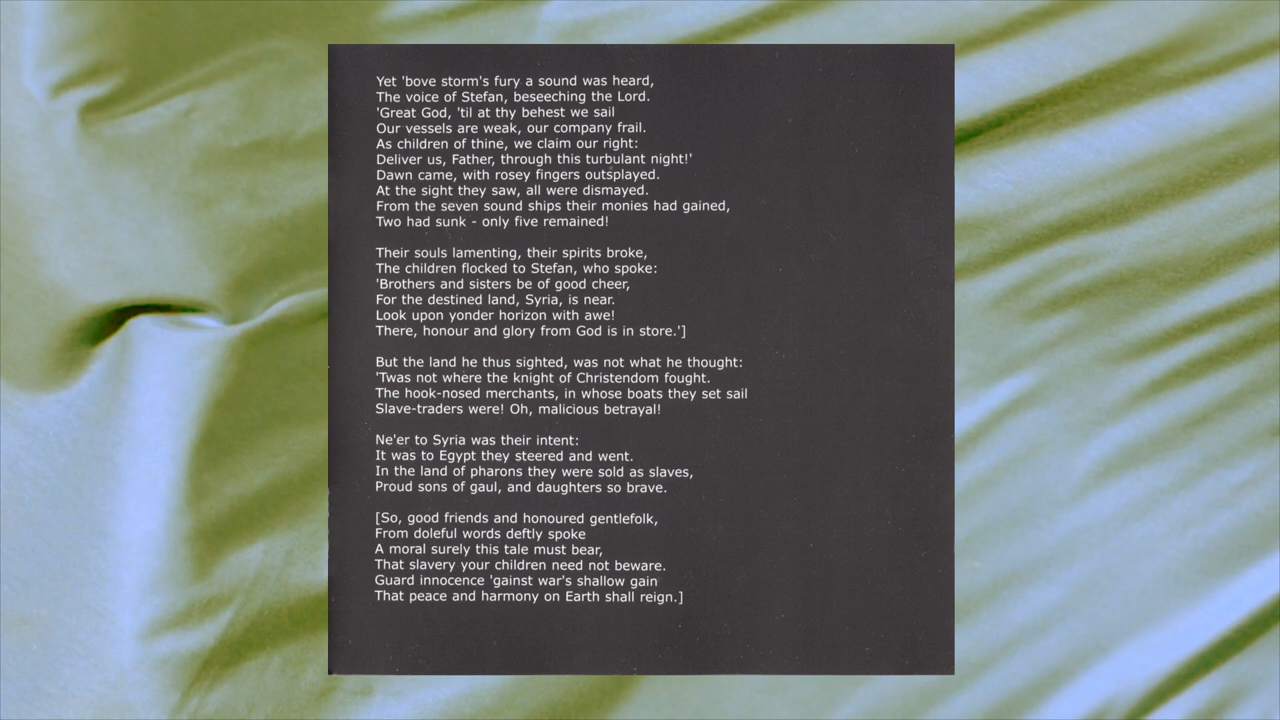 Yet 'bove storm's fury a sound was heard,
The voice of Stefan, beseeching the Lord.
'Great God, 'til at thy behest we sail
Our vessels are weak, our company frail.
As children of thine, we claim our right:
Deliver us, Father, through this turbulant night!'
Dawn came, with rosey fingers outsplayed.
At the sight they saw, all were dismayed.
From the seven sound ships their monies had gained,
Two had sunk - only five remained!
Their souls lamenting, their spirits broke,
The children flocked to Stefan, who spoke:
'Brothers and sisters be of good cheer,
For the destined land, Syria, is near.
Look upon yonder horizon with awe!
There, honour and glory from God is in store.']
But the land he thus sighted, was not what he thought:
'Twas not where the knight of Christendom fought.
The hook-nosed merchants, in whose boats they set sail
Slave-traders were! Oh, malicious betrayal!
Ne'er to Syria was their intent:
It was to Egypt they steered and went.
In the land of pharons they were sold as slaves,
Proud sons of gaul, and daughters so brave.
[So, good friends and honoured gentlefolk,
From doleful words deftly spoke
A moral surely this tale must bear,
That slavery your children need not beware.
Guard innocence 'gainst war's shallow gain
That peace and harmony on Earth shall reign.]